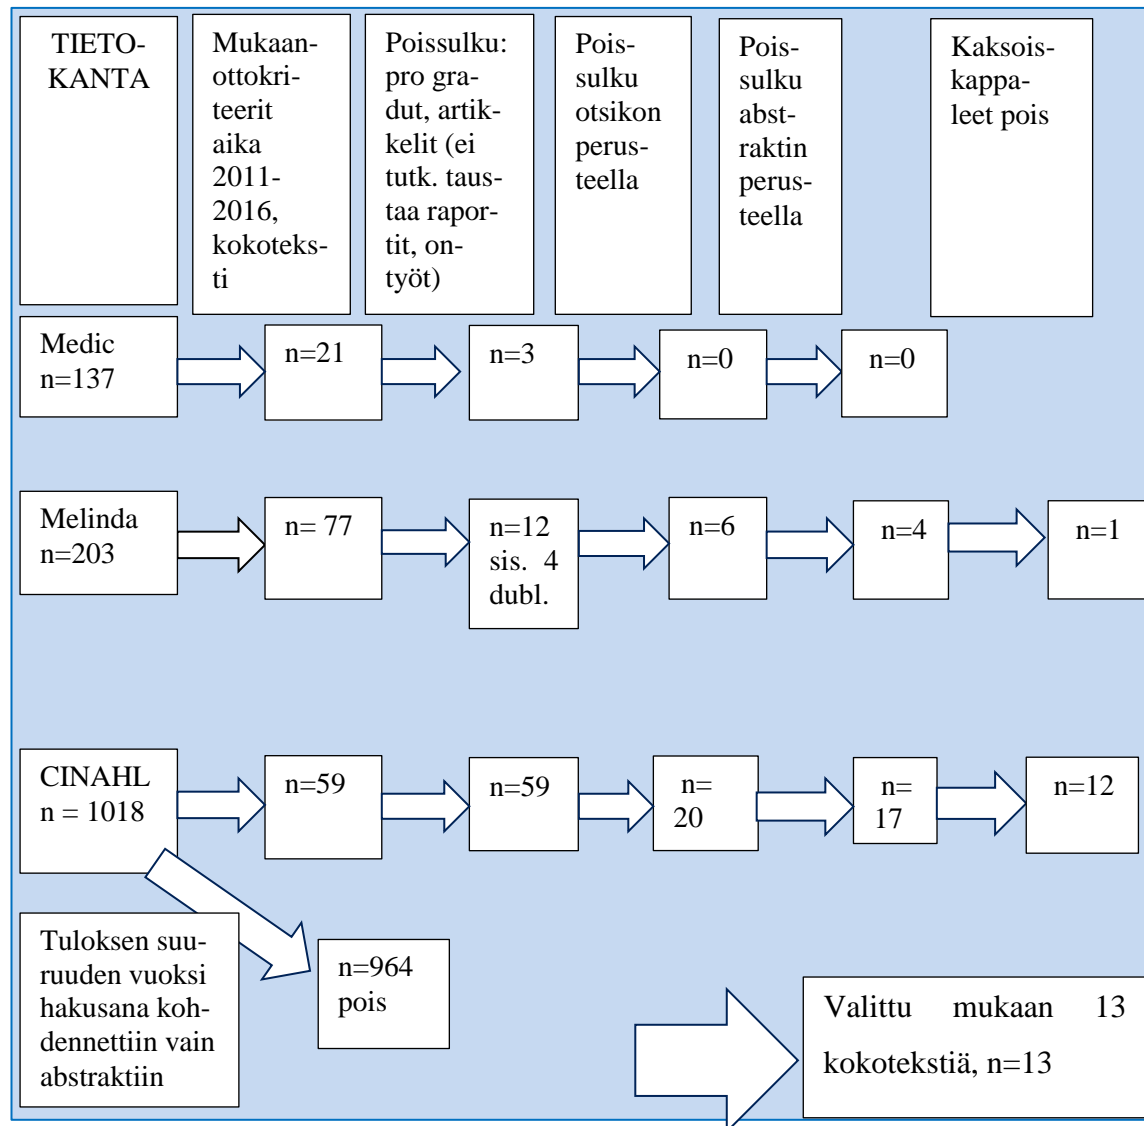 TIETO-
KANTA
Mukaan-
ottokri-
teerit
aika
2011-
2016,
kokoteks-
ti
Poissulku:
pro gra-
dut, artik-
kelit (ei
tutk. taus-
taa rapor-
tit, on-
työt)
Pois-
sulku
otsikon
perus-
teella
Pois-
sulku
abst-
raktin
perus-
teella
Kaksois-
kappa-
leet pois
Medic
n=137
n=21
n=3
n=0
n=0
Melinda
n=203
n= 77
n=12
sis. 4
dubl.
n=6
n=4
n=1
CINAHL
n = 1018
n=59
n=59
n=
20
n=
17
n=12
Tuloksen suu-
ruuden vuoksi
hakusana koh-
dennettiin vain
abstraktiin
n=964
pois
Valittu mukaan 13
kokotekstiä, n=13